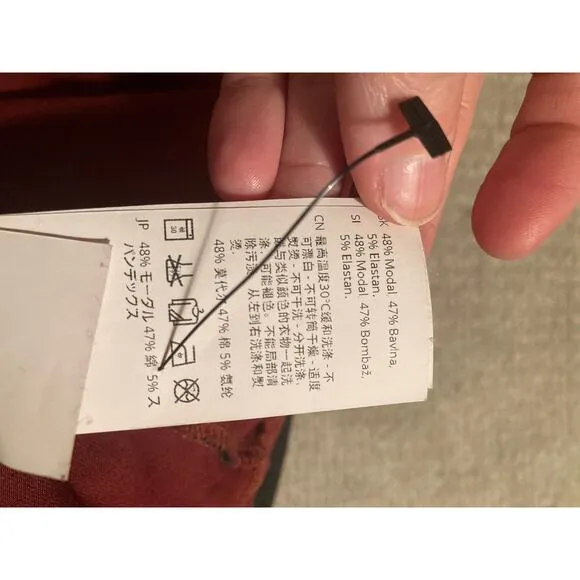 SK 48% Modal. 47% Bavina,
5% Elastan.
SI 48% Modal. 47% Bombaž,
5% Elastan.
CN 最高温度30°C缓和洗涤 - 不
可漂白 - 不可转筒干燥 - 适度
熨烫 - 不可干洗 - 分开洗涤,
与类似颜色的衣物一起洗
涤, 可能褪色。不能局部清
除污渍 从左到右洗涤和熨
烫.
48% 莫代尔 47% 棉 5% 纶
30
JP 48% モーダル 47% 綿 5% ス
パンデックス